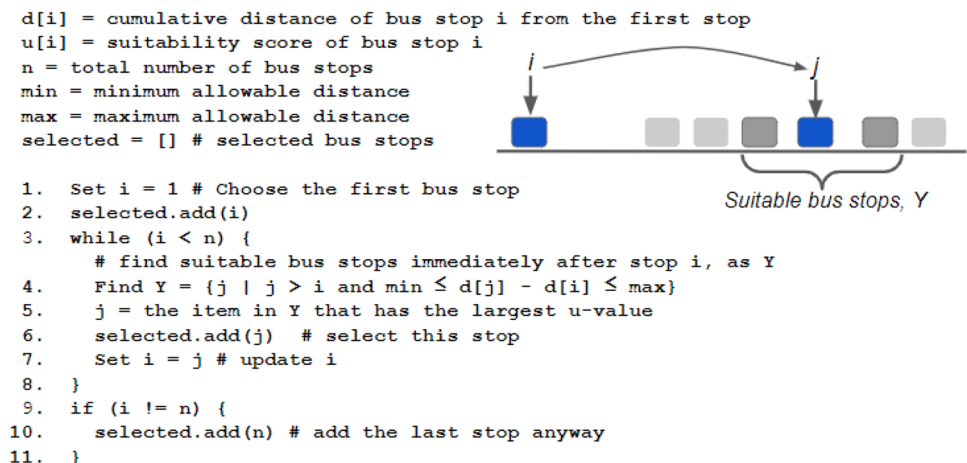 d[i] = cumulative distance of bus stop i from the first stop
u[i] = suitability score of bus stop i
n = total number of bus stops
min = minimum allowable distance
max = maximum allowable distance
selected = [] # selected bus stops
i
j
Suitable bus stops, Y
1. Set i = 1 # Choose the first bus stop
2. selected.add(i)
3. while (i < n) {
# find suitable bus stops immediately after stop i, as Y
4. Find Y = {j | j > i and min ≤ d[j] - d[i] ≤ max}
5. j = the item in Y that has the largest u-value
6. selected.add(j) # select this stop
7. Set i = j # update i
8. }
9. if (i != n) {
10. selected.add(n) # add the last stop anyway
11. }